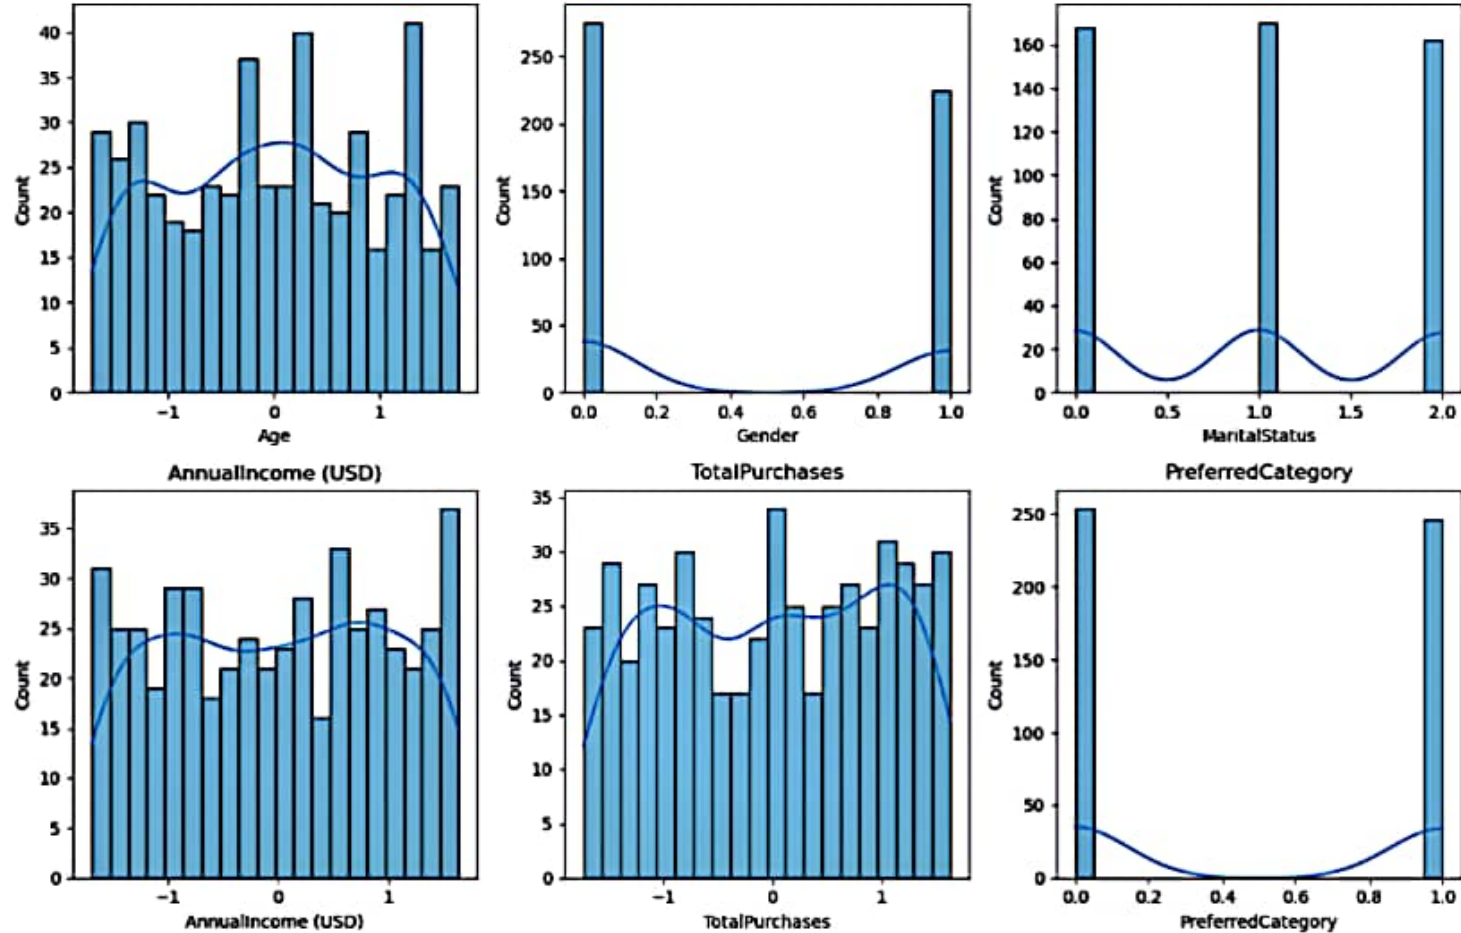 40
35
30
25
20
15
10
5
0
Count
−1 0 1
Age
250
200
150
100
50
0
Count
0.0 0.2 0.4 0.6 0.8 1.0
Gender
160
140
120
100
80
60
40
20
0
Count
0.0 0.5 1.0 1.5 2.0
MaritalStatus
AnnualIncome (USD)
35
30
25
20
15
10
5
0
Count
−1 0 1
AnnualIncome (USD)
TotalPurchases
35
30
25
20
15
10
5
0
Count
−1 0 1
TotalPurchases
PreferredCategory
250
200
150
100
50
0
Count
0.0 0.2 0.4 0.6 0.8 1.0
PreferredCategory